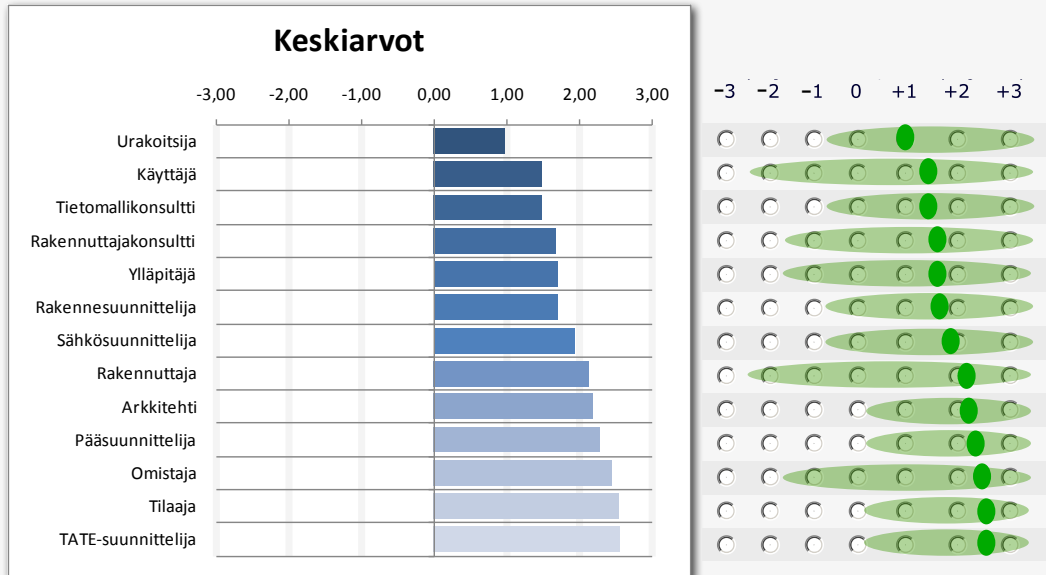 Keskiarvot
-3,00 -2,00 -1,00 0,00 1,00 2,00 3,00
-3 -2 -1 0 +1 +2 +3
Urakoitsija
Käyttäjä
Tietomallikonsultti
Rakennuttajakonsultti
Ylläpitäjä
Rakennesuunnittelija
Sähkösuunnittelija
Rakennuttaja
Arkkitehti
Pääsuunnittelija
Omistaja
Tilaaja
TATE-suunnittelija